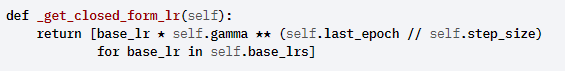 def _get_closed_form_lr(self):
    return [base_lr * self.gamma ** (self.last_epoch // self.step_size)
            for base_lr in self.base_lrs]